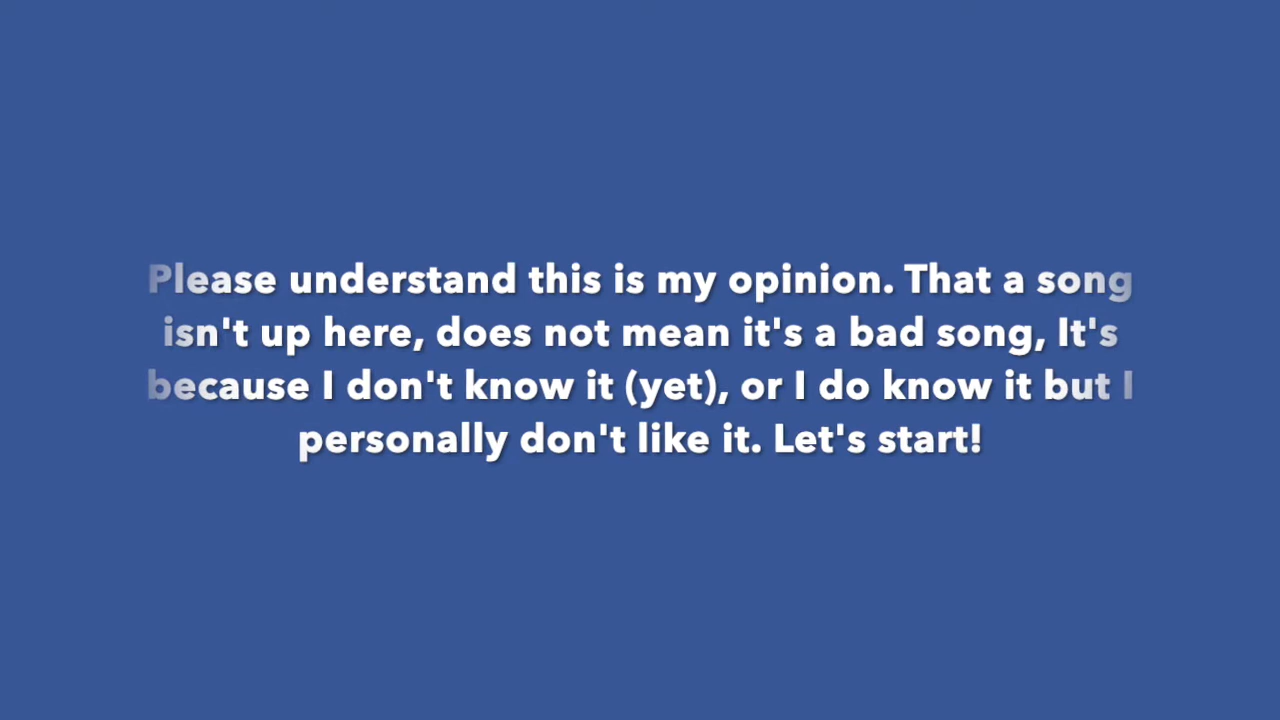 Please understand this is my opinion. That a song
isn't up here, does not mean it's a bad song, It's
because I don't know it (yet), or I do know it but I
personally don't like it. Let's start!